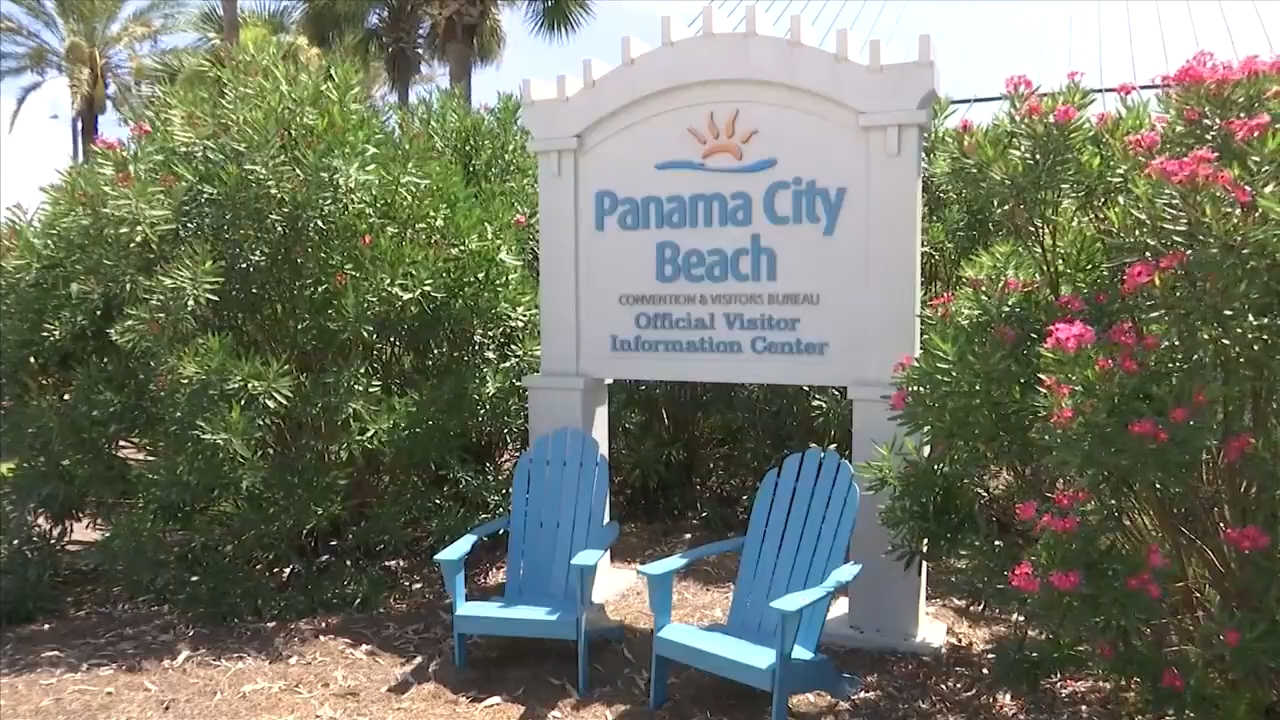 Panama City
Beach
CONVENTION & VISITORS BUREAU
Official Visitor
Information Center